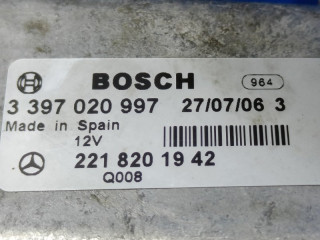 BOSCH 964
3 397 020 997 27/07/06 3
Made in Spain
12V
221 820 19 42
Q008